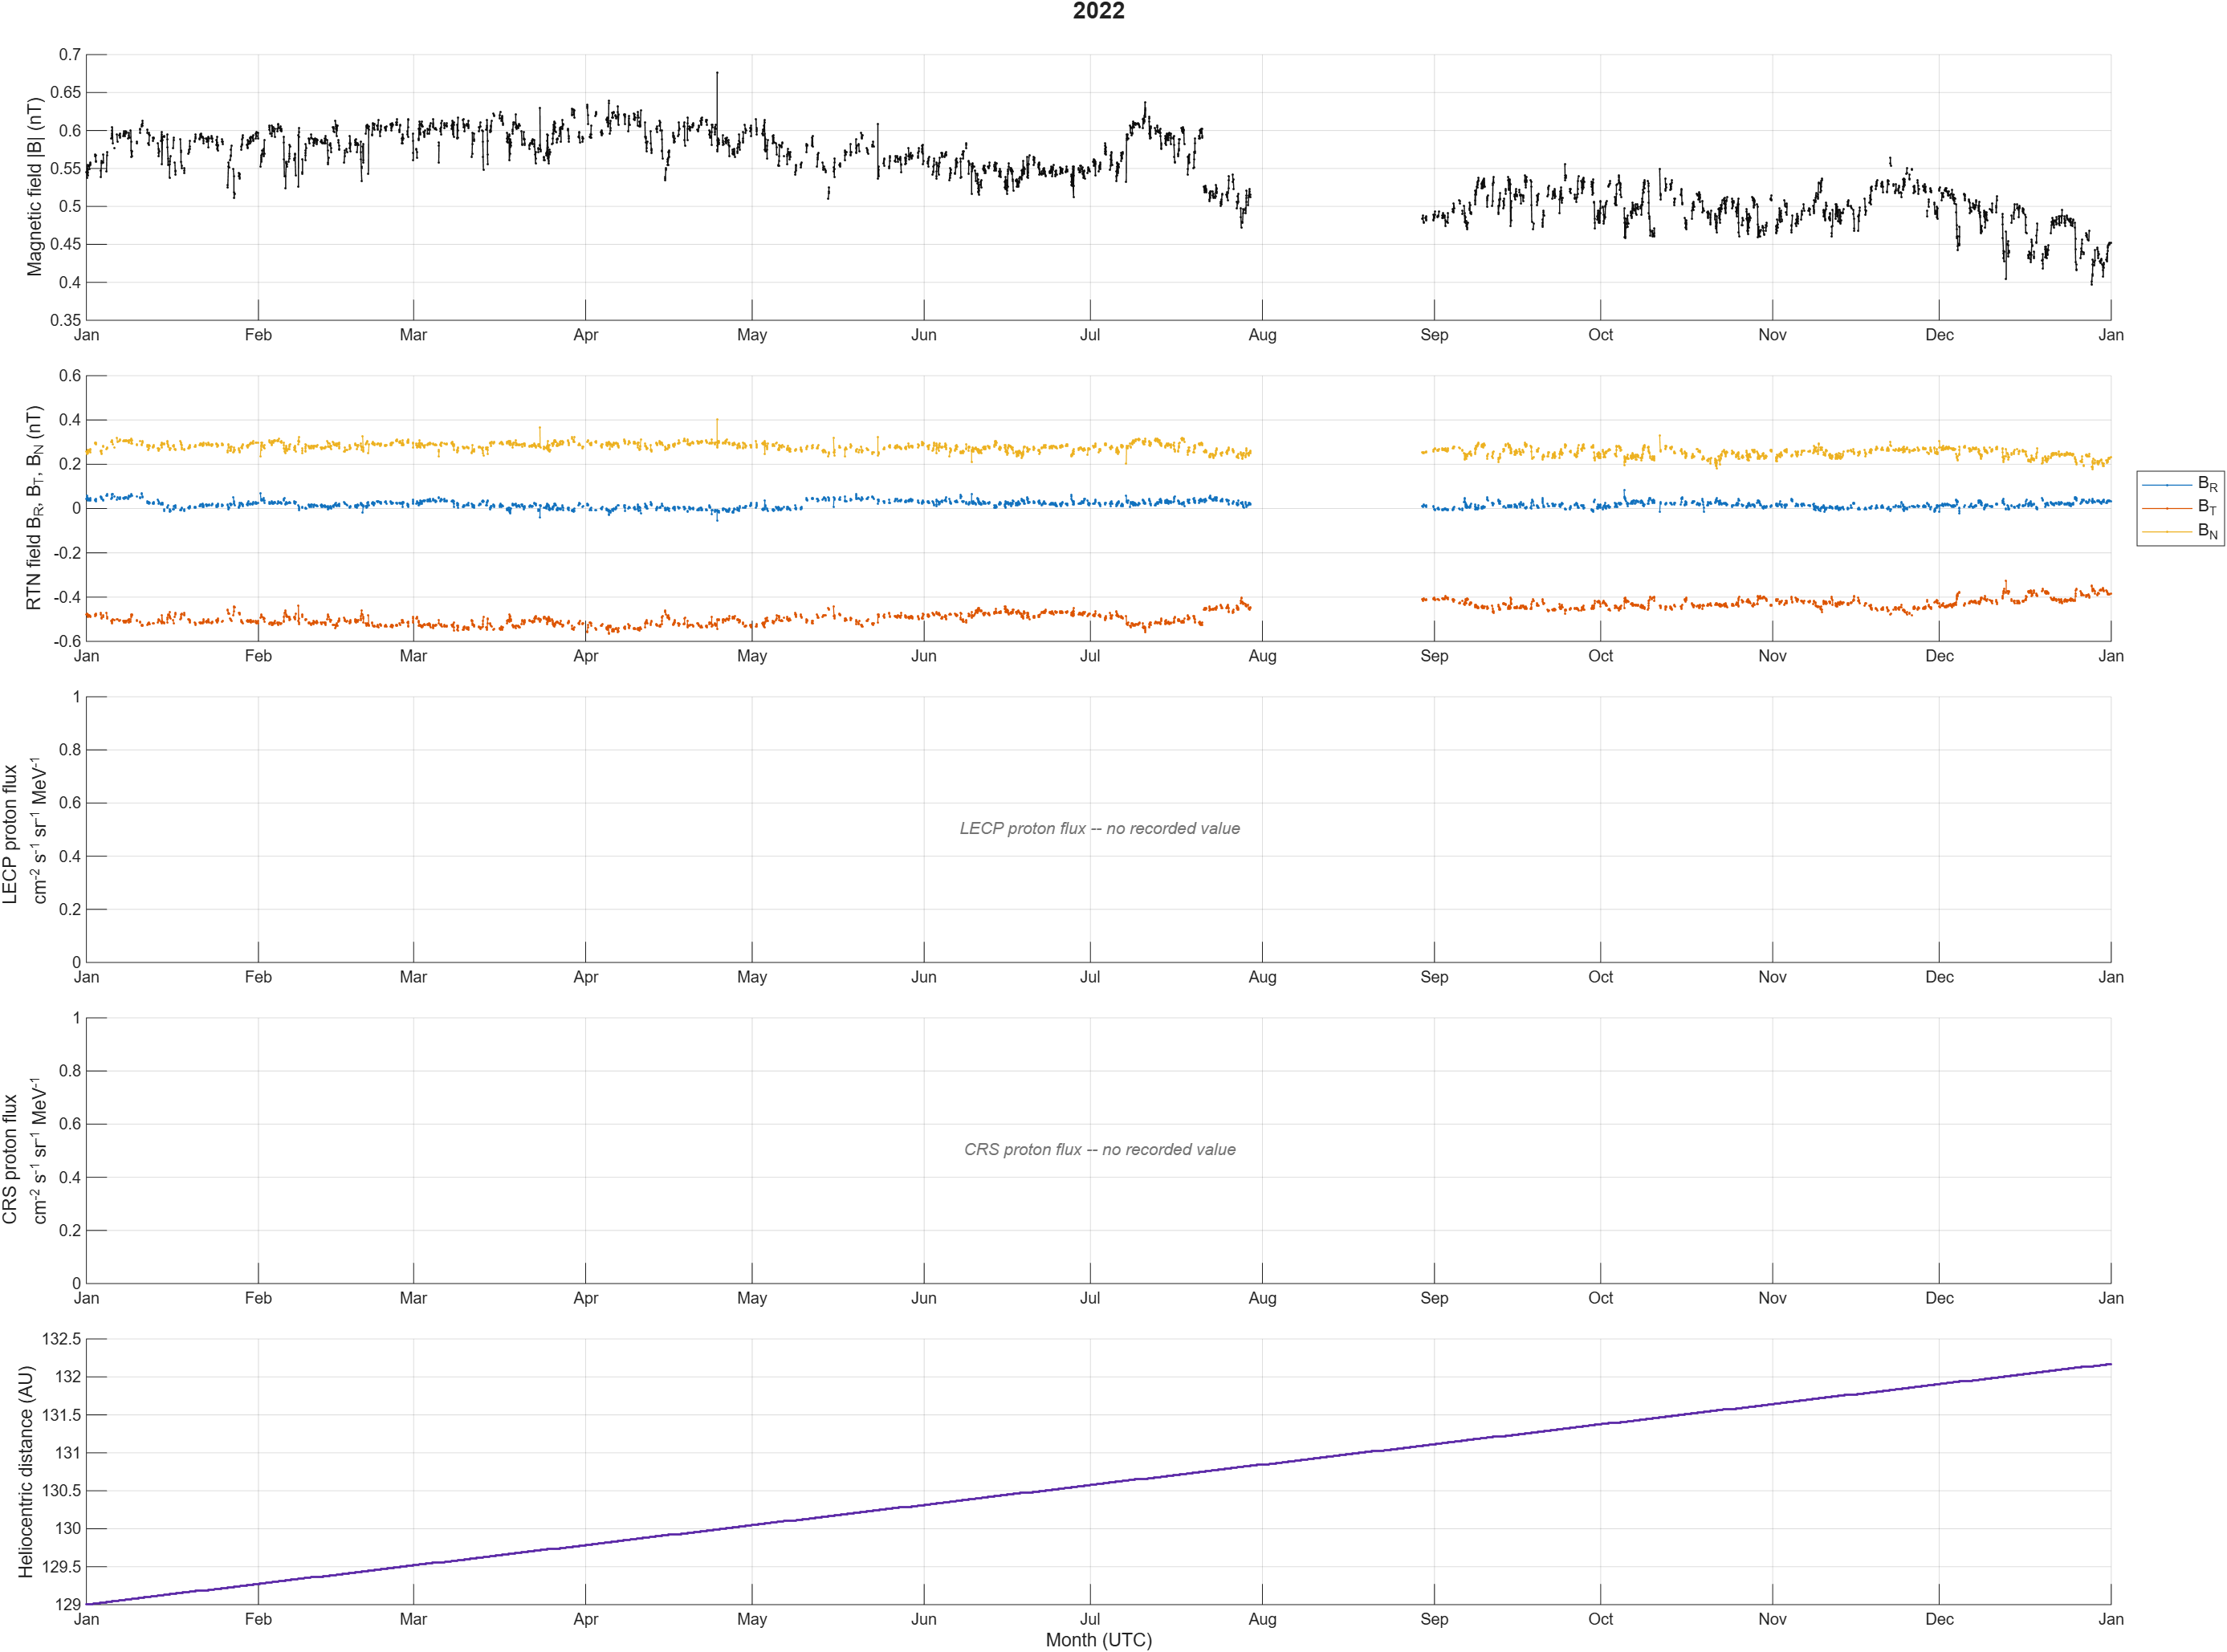 2022
Magnetic field |B| (nT)
0.7
0.65
0.6
0.55
0.5
0.45
0.4
0.35
Jan Feb Mar Apr May Jun Jul Aug Sep Oct Nov Dec Jan
RTN field B_R, B_T, B_N (nT)
0.6
0.4
0.2
0
-0.2
-0.4
-0.6
Jan Feb Mar Apr May Jun Jul Aug Sep Oct Nov Dec Jan
B_R
B_T
B_N
LECP proton flux
cm^-2 s^-1 sr^-1 MeV^-1
1
0.8
0.6
0.4
0.2
0
LECP proton flux -- no recorded value
Jan Feb Mar Apr May Jun Jul Aug Sep Oct Nov Dec Jan
CRS proton flux
cm^-2 s^-1 sr^-1 MeV^-1
1
0.8
0.6
0.4
0.2
0
CRS proton flux -- no recorded value
Jan Feb Mar Apr May Jun Jul Aug Sep Oct Nov Dec Jan
Heliocentric distance (AU)
132.5
132
131.5
131
130.5
130
129.5
129
Jan Feb Mar Apr May Jun Jul Aug Sep Oct Nov Dec Jan
Month (UTC)